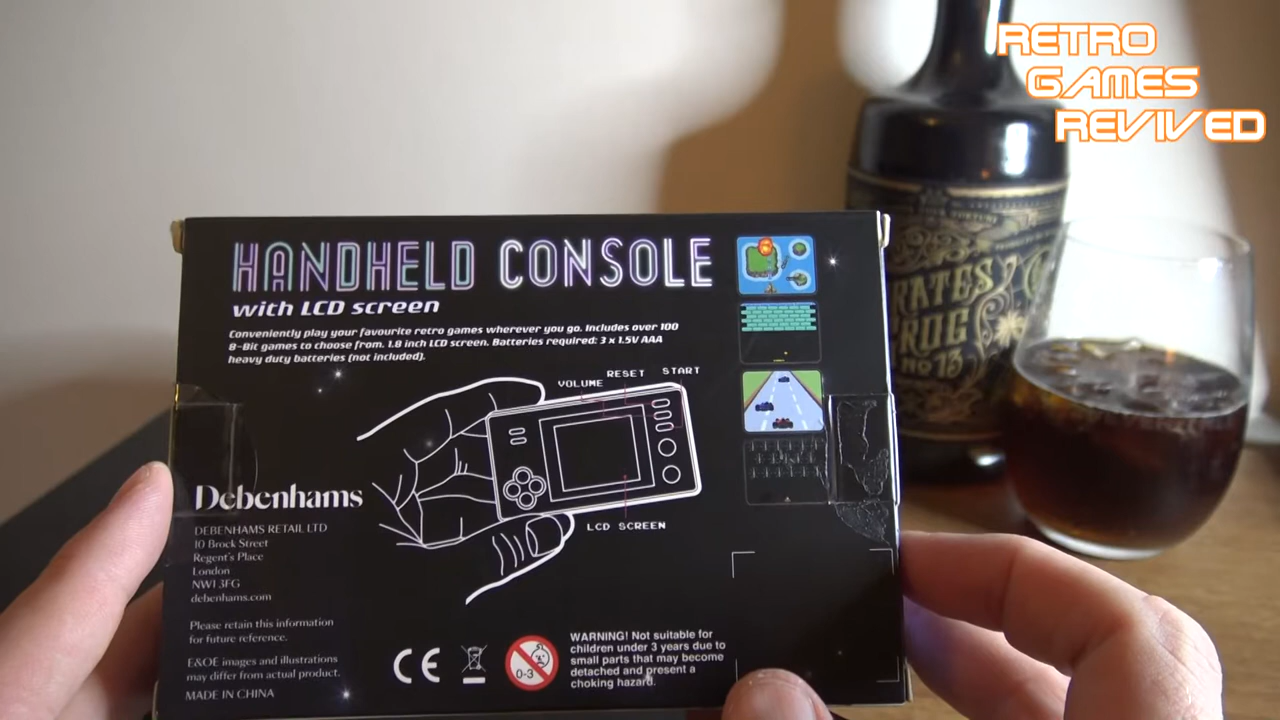 RETRO
GAMES
REVIVED
HANDHELD CONSOLE
with LCD screen
Conveniently play your favourite retro games wherever you go. Includes over 100
8-Bit games to choose from. 1.8 inch LCD screen. Batteries required: 3 x 1.5V AAA
heavy duty batteries (not included).
VOLUME
RESET
START
LCD SCREEN
Debenhams
DEBENHAMS RETAIL LTD
10 Brock Street
Regent's Place
London
NW1 3FG
debenhams.com
Please retain this information
for future reference.
E&OE images and illustrations
may differ from actual product.
MADE IN CHINA
CE
0-3
WARNING! Not suitable for
children under 3 years due to
small parts that may become
detached and present a
choking hazard.
RATES
ROG
No 13